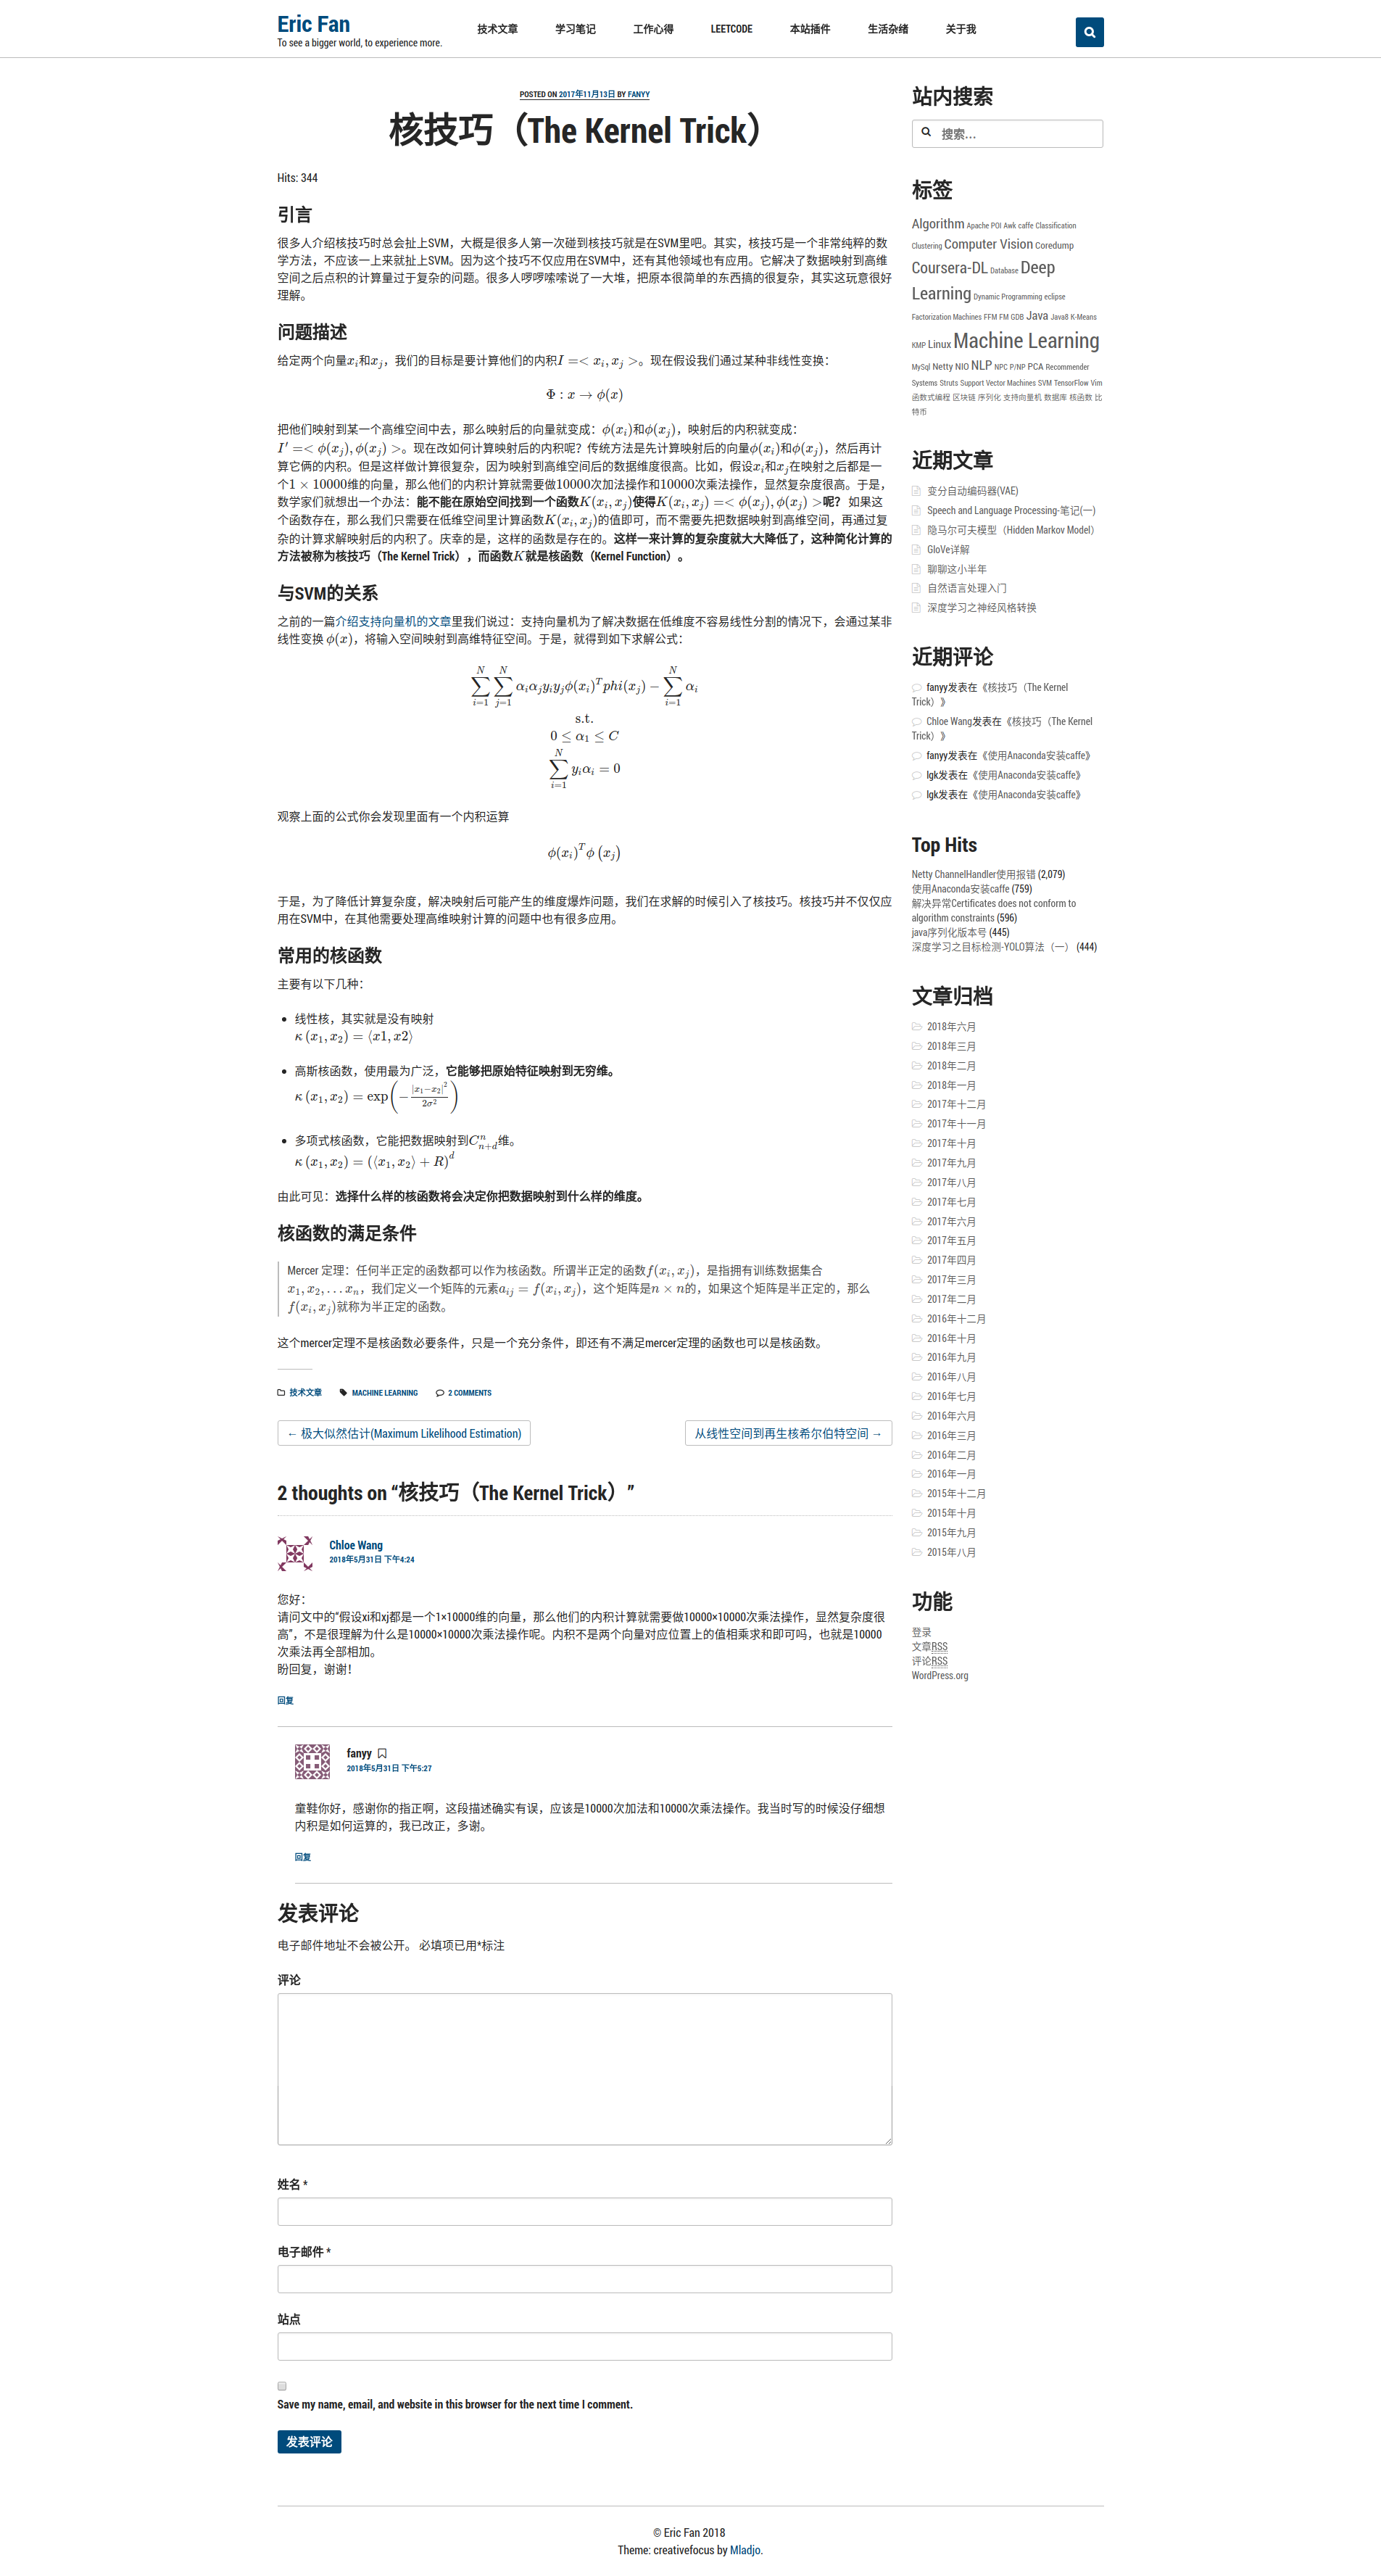 Eric Fan
To see a bigger world, to experience more.
技术文章 学习笔记 工作心得 LEETCODE 本站插件 生活杂绪 关于我
POSTED ON 2017年11月13日 BY FANYY
核技巧（The Kernel Trick）
Hits: 344
引言
很多人介绍核技巧时总会扯上SVM，大概是很多人第一次碰到核技巧就是在SVM里吧。其实，核技巧是一个非常纯粹的数
学方法，不应该一上来就扯上SVM。因为这个技巧不仅应用在SVM中，还有其他领域也有应用。它解决了数据映射到高维
空间之后点积的计算量过于复杂的问题。很多人啰啰嗦嗦说了一大堆，把原本很简单的东西搞的很复杂，其实这玩意很好
理解。
问题描述
给定两个向量x_i和x_j，我们的目标是要计算他们的内积I =< x_i, x_j >。现在假设我们通过某种非线性变换：
Φ : x → ϕ(x)
把他们映射到某一个高维空间中去，那么映射后的向量就变成：ϕ(x_i)和ϕ(x_j)，映射后的内积就变成：
I′ =< ϕ(x_j), ϕ(x_j) >。现在改如何计算映射后的内积呢？传统方法是先计算映射后的向量ϕ(x_i)和ϕ(x_j)，然后再计
算它俩的内积。但是这样做计算很复杂，因为映射到高维空间后的数据维度很高。比如，假设x_i和x_j在映射之后都是一
个1 × 10000维的向量，那么他们的内积计算就需要做10000次加法操作和10000次乘法操作，显然复杂度很高。于是，
数学家们就想出一个办法：能不能在原始空间找到一个函数K(x_i, x_j)使得K(x_i, x_j) =< ϕ(x_j), ϕ(x_j) >呢？ 如果这
个函数存在，那么我们只需要在低维空间里计算函数K(x_i, x_j)的值即可，而不需要先把数据映射到高维空间，再通过复
杂的计算求解映射后的内积了。庆幸的是，这样的函数是存在的。这样一来计算的复杂度就大大降低了，这种简化计算的
方法被称为核技巧（The Kernel Trick），而函数K就是核函数（Kernel Function）。
与SVM的关系
之前的一篇介绍支持向量机的文章里我们说过：支持向量机为了解决数据在低维度不容易线性分割的情况下，会通过某非
线性变换 ϕ(x)，将输入空间映射到高维特征空间。于是，就得到如下求解公式：
∑_{i=1}^{N} ∑_{j=1}^{N} α_iα_jy_iy_jϕ(x_i)^T phi(x_j) − ∑_{i=1}^{N} α_i
s.t.
0 ≤ α_1 ≤ C
∑_{i=1}^{N} y_iα_i = 0
观察上面的公式你会发现里面有一个内积运算
ϕ(x_i)^T ϕ (x_j)
于是，为了降低计算复杂度，解决映射后可能产生的维度爆炸问题，我们在求解的时候引入了核技巧。核技巧并不仅仅应
用在SVM中，在其他需要处理高维映射计算的问题中也有很多应用。
常用的核函数
主要有以下几种：
线性核，其实就是没有映射
κ (x_1, x_2) = ⟨x1, x2⟩
高斯核函数，使用最为广泛，它能够把原始特征映射到无穷维。
κ (x_1, x_2) = exp(−|x_1−x_2|^2 / 2σ^2)
多项式核函数，它能把数据映射到C_{n+d}^n维。
κ (x_1, x_2) = (⟨x_1, x_2⟩ + R)^d
由此可见：选择什么样的核函数将会决定你把数据映射到什么样的维度。
核函数的满足条件
Mercer 定理：任何半正定的函数都可以作为核函数。所谓半正定的函数f(x_i, x_j)，是指拥有训练数据集合
x_1, x_2, … x_n，我们定义一个矩阵的元素a_{ij} = f(x_i, x_j)，这个矩阵是n × n的，如果这个矩阵是半正定的，那么
f(x_i, x_j)就称为半正定的函数。
这个mercer定理不是核函数必要条件，只是一个充分条件，即还有不满足mercer定理的函数也可以是核函数。
技术文章 MACHINE LEARNING 2 COMMENTS
← 极大似然估计(Maximum Likelihood Estimation) 从线性空间到再生核希尔伯特空间 →
2 thoughts on “核技巧（The Kernel Trick）”
Chloe Wang
2018年5月31日 下午4:24
您好：
请问文中的“假设xi和xj都是一个1×10000维的向量，那么他们的内积计算就需要做10000×10000次乘法操作，显然复杂度很
高”，不是很理解为什么是10000×10000次乘法操作呢。内积不是两个向量对应位置上的值相乘求和即可吗，也就是10000
次乘法再全部相加。
盼回复，谢谢！
回复
fanyy
2018年5月31日 下午5:27
童鞋你好，感谢你的指正啊，这段描述确实有误，应该是10000次加法和10000次乘法操作。我当时写的时候没仔细想
内积是如何运算的，我已改正，多谢。
回复
发表评论
电子邮件地址不会被公开。 必填项已用*标注
评论
姓名 *
电子邮件 *
站点
Save my name, email, and website in this browser for the next time I comment.
发表评论
站内搜索
搜索…
标签
Algorithm Apache POI Awk caffe Classification
Clustering Computer Vision Coredump
Coursera-DL Database Deep
Learning Dynamic Programming eclipse
Factorization Machines FFM FM GDB Java Java8 K-Means
KMP Linux Machine Learning
MySql Netty NIO NLP NPC P/NP PCA Recommender
Systems Struts Support Vector Machines SVM TensorFlow Vim
函数式编程 区块链 序列化 支持向量机 数据库 核函数 比
特币
近期文章
变分自动编码器(VAE)
Speech and Language Processing-笔记(一)
隐马尔可夫模型（Hidden Markov Model）
GloVe详解
聊聊这小半年
自然语言处理入门
深度学习之神经风格转换
近期评论
fanyy发表在《核技巧（The Kernel
Trick）》
Chloe Wang发表在《核技巧（The Kernel
Trick）》
fanyy发表在《使用Anaconda安装caffe》
lgk发表在《使用Anaconda安装caffe》
lgk发表在《使用Anaconda安装caffe》
Top Hits
Netty ChannelHandler使用报错 (2,079)
使用Anaconda安装caffe (759)
解决异常Certificates does not conform to
algorithm constraints (596)
java序列化版本号 (445)
深度学习之目标检测-YOLO算法（一） (444)
文章归档
2018年六月
2018年三月
2018年二月
2018年一月
2017年十二月
2017年十一月
2017年十月
2017年九月
2017年八月
2017年七月
2017年六月
2017年五月
2017年四月
2017年三月
2017年二月
2016年十二月
2016年十月
2016年九月
2016年八月
2016年七月
2016年六月
2016年三月
2016年二月
2016年一月
2015年十二月
2015年十月
2015年九月
2015年八月
功能
登录
文章RSS
评论RSS
WordPress.org
© Eric Fan 2018
Theme: creativefocus by Mladjo.